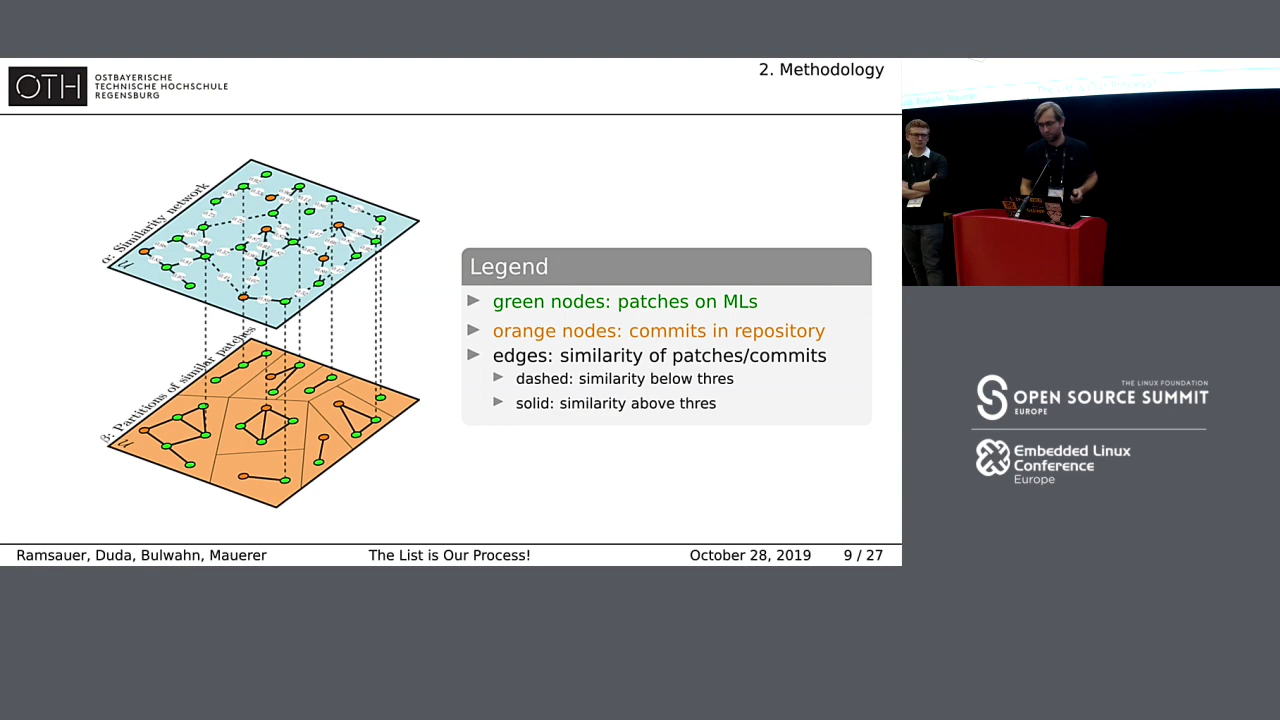 2. Methodology
OTH
OSTBAYERISCHE
TECHNISCHE HOCHSCHULE
REGENSBURG
α: Similarity network
β: Partitions of similar patches
Legend
green nodes: patches on MLs
orange nodes: commits in repository
edges: similarity of patches/commits
dashed: similarity below thres
solid: similarity above thres
Ramsauer, Duda, Bulwahn, Mauerer
The List is Our Process!
October 28, 2019
9 / 27
THE LINUX FOUNDATION
OPEN SOURCE SUMMIT
EUROPE
Embedded Linux
Conference
Europe